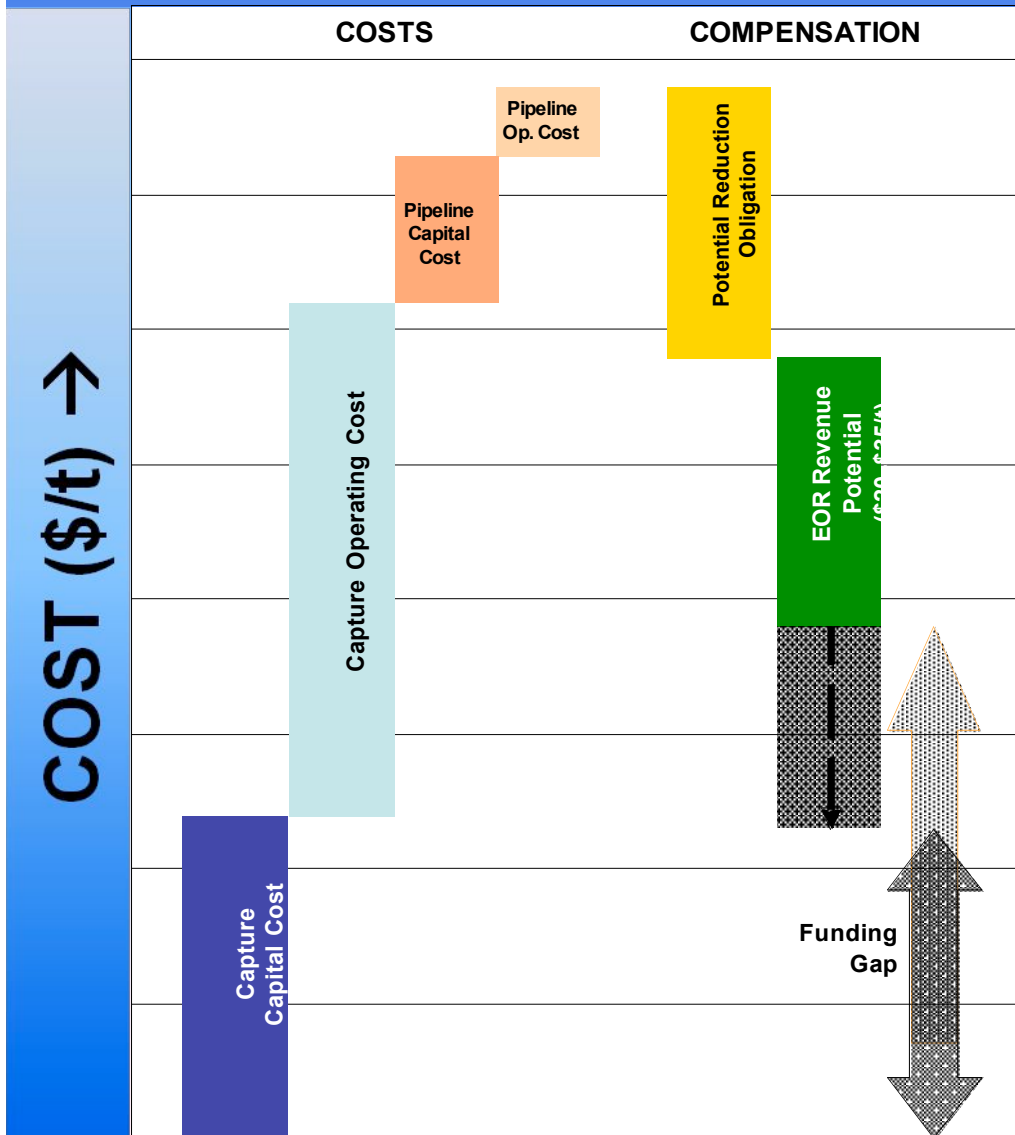 COSTS
COMPENSATION
COST ($/t) →
Pipeline
Op. Cost
Pipeline
Capital
Cost
Capture Operating Cost
Capture
Capital Cost
Potential Reduction
Obligation
EOR Revenue
Potential
Funding
Gap